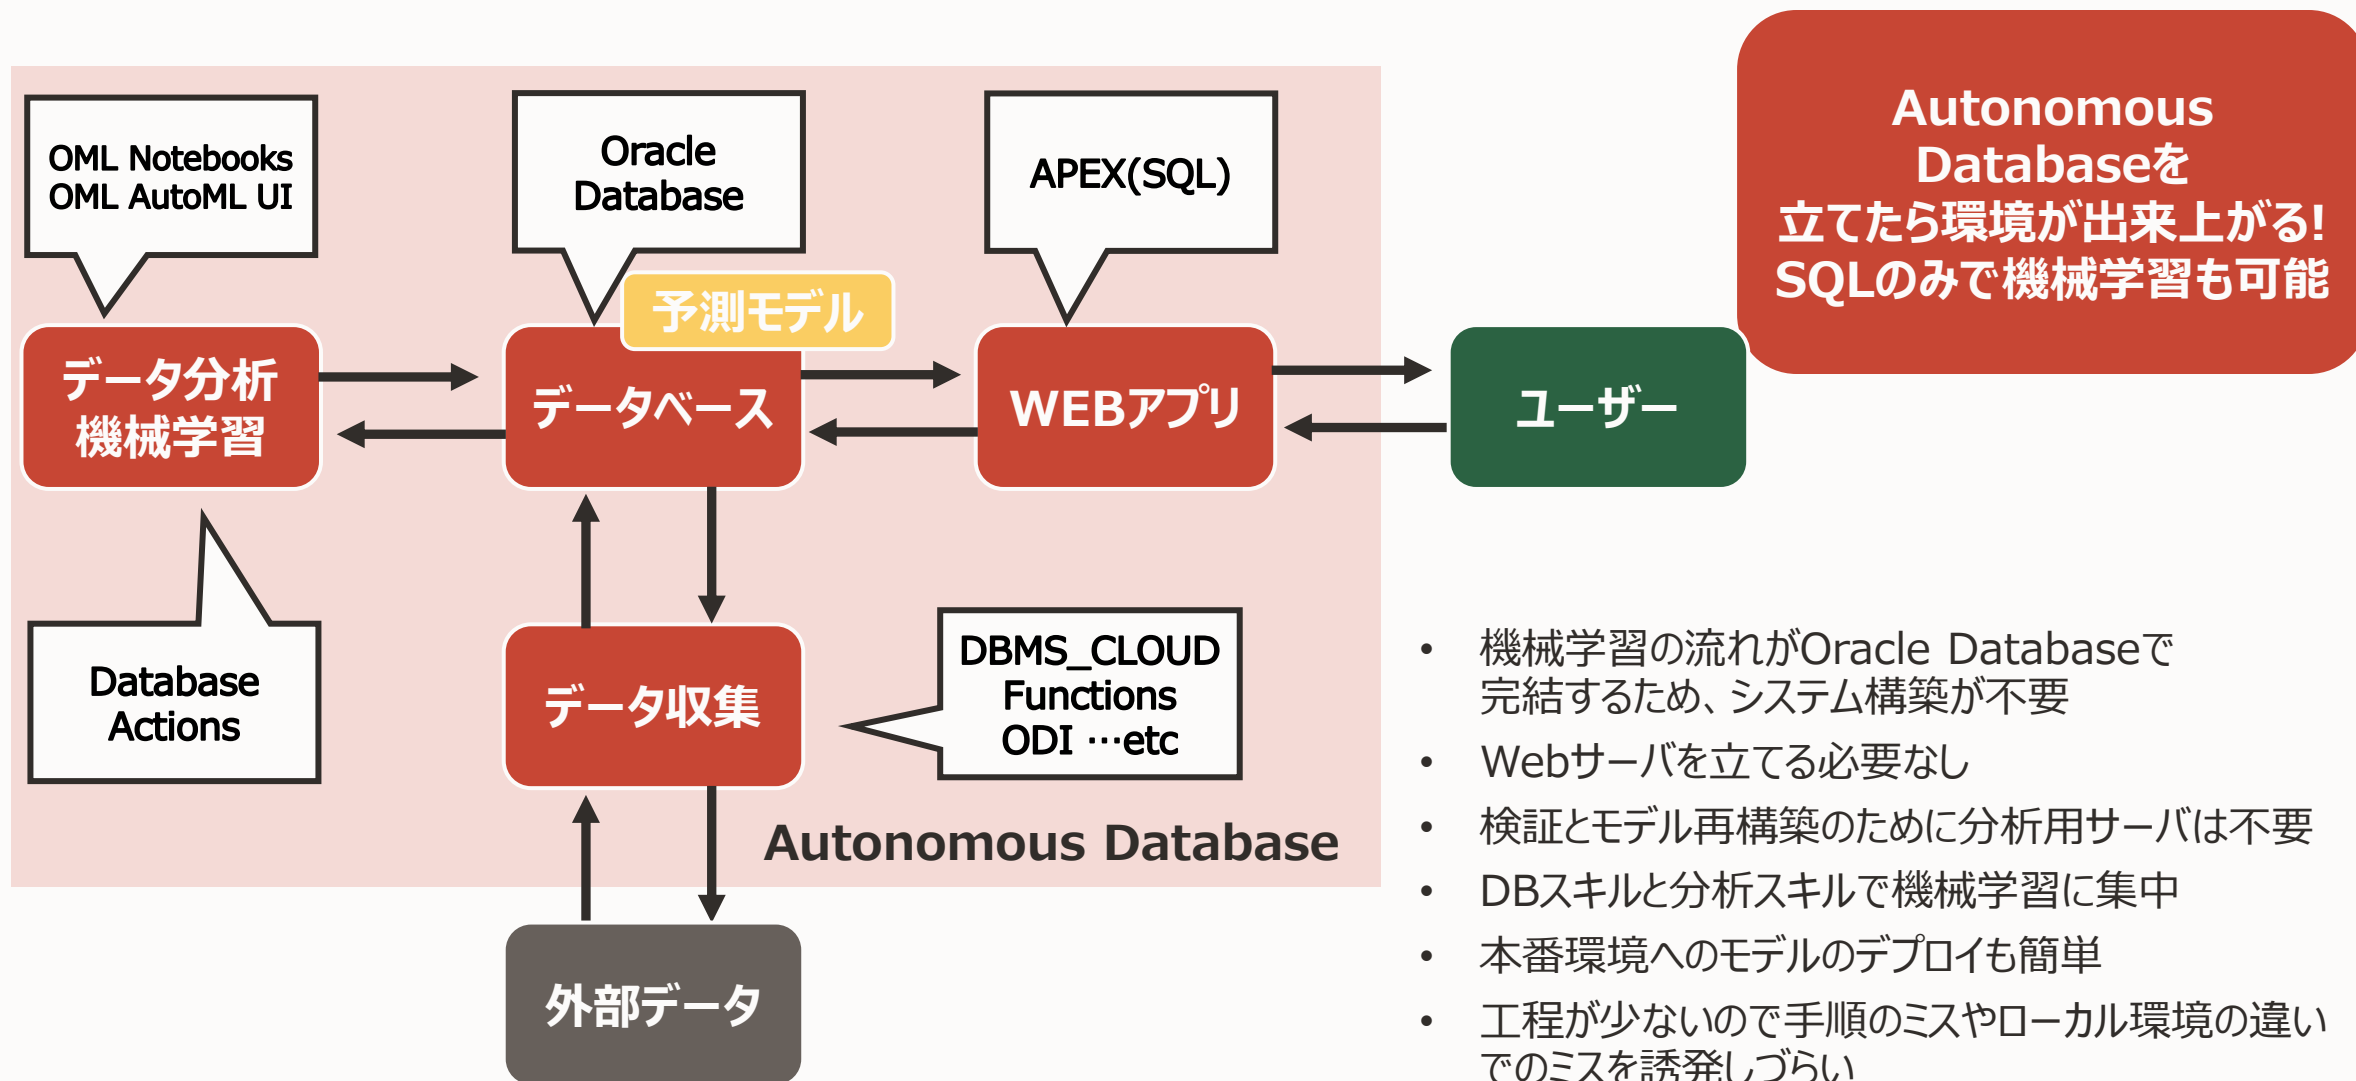 Autonomous
Databaseを
立てたら環境が出来上がる!
SQLのみで機械学習も可能
OML Notebooks
OML AutoML UI
Oracle
Database
APEX(SQL)
予測モデル
データ分析
機械学習
データベース
WEBアプリ
ユーザー
Database
Actions
データ収集
DBMS_CLOUD
Functions
ODI …etc
Autonomous Database
外部データ
• 機械学習の流れがOracle Databaseで
完結するため、システム構築が不要
• Webサーバを立てる必要なし
• 検証とモデル再構築のために分析用サーバは不要
• DBスキルと分析スキルで機械学習に集中
• 本番環境へのモデルのデプロイも簡単
• 工程が少ないので手順のミスやローカル環境の違い
でのミスを誘発しづらい